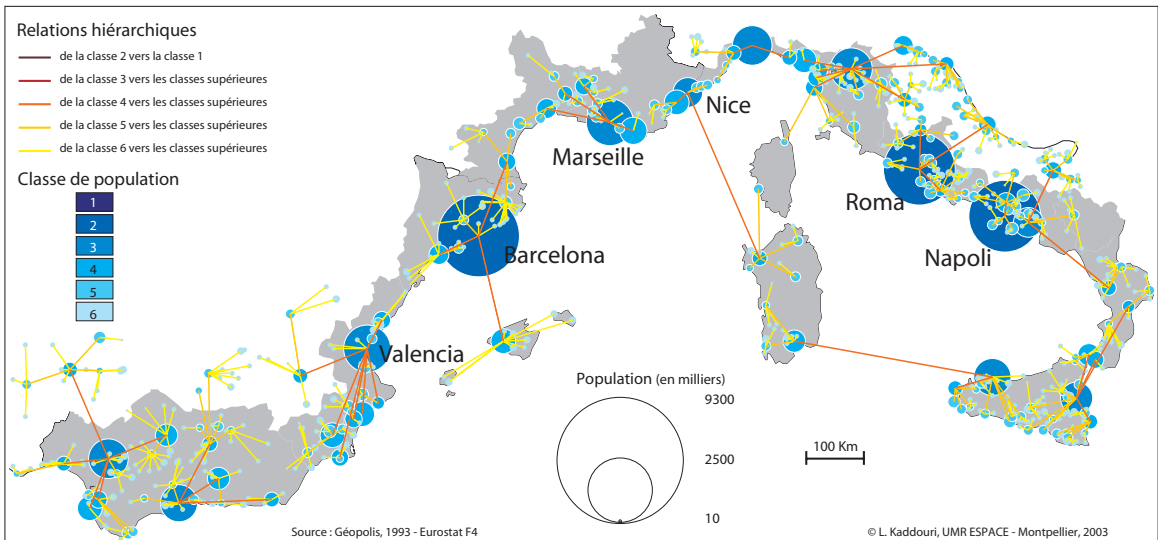 Relations hiérarchiques
de la classe 2 vers la classe 1
de la classe 3 vers les classes supérieures
de la classe 4 vers les classes supérieures
de la classe 5 vers les classes supérieures
de la classe 6 vers les classes supérieures
Classe de population
1
2
3
4
5
6
Nice
Marseille
Roma
Barcelona
Napoli
Valencia
Population (en milliers)
9300
2500
10
100 Km
Source : Géopolis, 1993 - Eurostat F4
© L. Kaddouri, UMR ESPACE - Montpellier, 2003